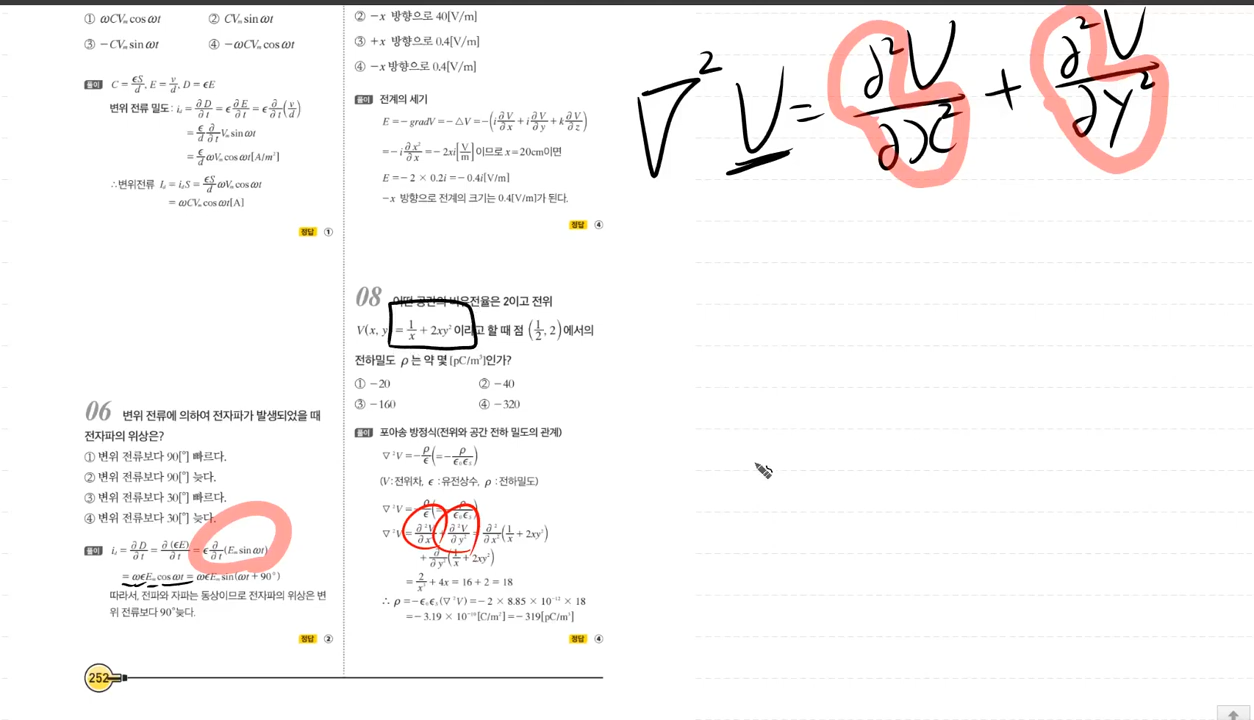 ① ωCVₘ cos ωt ② CVₘ sin ωt
③ −CVₘ sin ωt ④ −ωCVₘ cos ωt
풀이 C = ϵS/d, E = v/d, D = ϵE
변위 전류 밀도 : i_d = ∂D/∂t = ϵ ∂E/∂t = ϵ ∂/∂t (v/d)
= ϵ/d ∂/∂t Vₘ sin ωt
= ϵ/d ωVₘ cos ωt[A/m²]
∴변위전류 I_d = i_d S = ϵS/d ωVₘ cos ωt
= ωCVₘ cos ωt[A]
정답 ①
06 변위 전류에 의하여 전자파가 발생되었을 때
전자파의 위상은?
① 변위 전류보다 90[°] 빠르다.
② 변위 전류보다 90[°] 늦다.
③ 변위 전류보다 30[°] 빠르다.
④ 변위 전류보다 30[°] 늦다.
풀이 i_d = ∂D/∂t = ∂(ϵE)/∂t = ϵ ∂/∂t (Eₘ sin ωt)
= ωϵEₘ cos ωt = ωϵEₘ sin(ωt + 90°)
따라서, 전파와 자파는 동상이므로 전자파의 위상은 변
위 전류보다 90°늦다.
정답 ②
252
② −x 방향으로 40[V/m]
③ +x 방향으로 0.4[V/m]
④ −x 방향으로 0.4[V/m]
풀이 전계의 세기
E = − grad V = − △V = −(i ∂V/∂x + i ∂V/∂y + k ∂V/∂z)
= −i ∂x²/∂x = − 2xi[V/m] 이므로 x = 20cm이면
E = −2 × 0.2i = −0.4i[V/m]
−x 방향으로 전계의 크기는 0.4[V/m]가 된다.
정답 ④
08 어떤 공간의 비유전율은 2이고 전위
V(x, y = 1/x + 2xy² 이라고 할 때 점 (1/2, 2)에서의
전하밀도 ρ는 약 몇 [pC/m³]인가?
① −20 ② −40
③ −160 ④ −320
풀이 포아송 방정식(전위와 공간 전하 밀도의 관계)
∇²V = −ρ/ϵ (= −ρ/ϵ₀ϵₛ)
(V : 전위차, ϵ : 유전상수, ρ : 전하밀도)
∇²V = −ρ/ϵ (= −ρ/ϵ₀ϵₛ)
∇²V = ∂²V/∂x² + ∂²V/∂y² = ∂²/∂x² (1/x + 2xy²)
+ ∂/∂y² (1/x + 2xy²)
= 2/x³ + 4x = 16 + 2 = 18
∴ ρ = −ϵ₀ϵₛ(∇²V) = −2 × 8.85 × 10⁻¹² × 18
= −3.19 × 10⁻¹⁰[C/m³] = −319[pC/m³]
정답 ④
∇²V = ∂²V/∂x² + ∂²V/∂y²